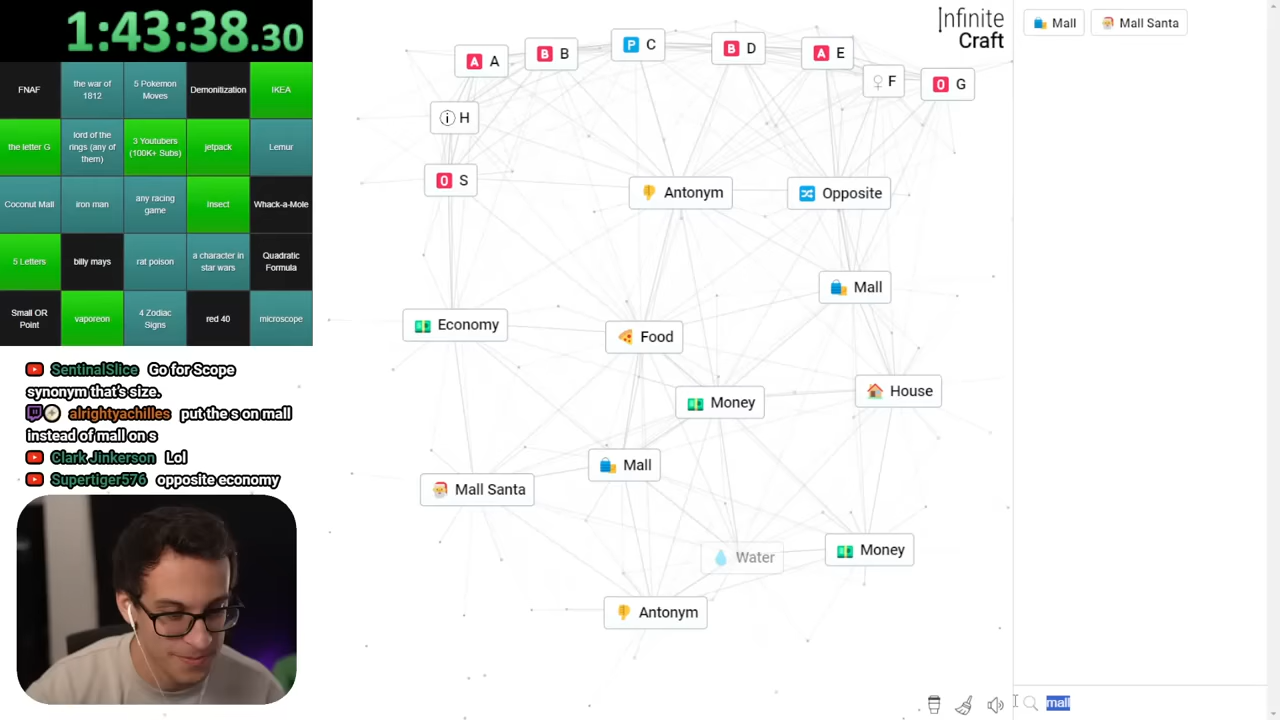 1:43:38.30
FNAF
the war of
1812
5 Pokemon
Moves
Demonitization
IKEA
the letter G
lord of the
rings (any of
them)
3 Youtubers
(100K+ Subs)
jetpack
Lemur
Coconut Mall
iron man
any racing
game
Insect
Whack-a-Mole
5 Letters
billy mays
rat poison
a character in
star wars
Quadratic
Formula
Small OR
Point
vaporeon
4 Zodiac
Signs
red 40
microscope
SentinalSlice Go for Scope
synonym that's size.
alrightyachilles put the s on mall
instead of mall on s
Clark Jinkerson Lol
Supertiger576 opposite economy
Infinite
Craft
A A
B B
P C
B D
A E
♀ F
O G
i H
O S
Antonym
Opposite
Mall
Economy
Food
Money
House
Mall
Mall Santa
Water
Money
Antonym
Mall
Mall Santa
mall